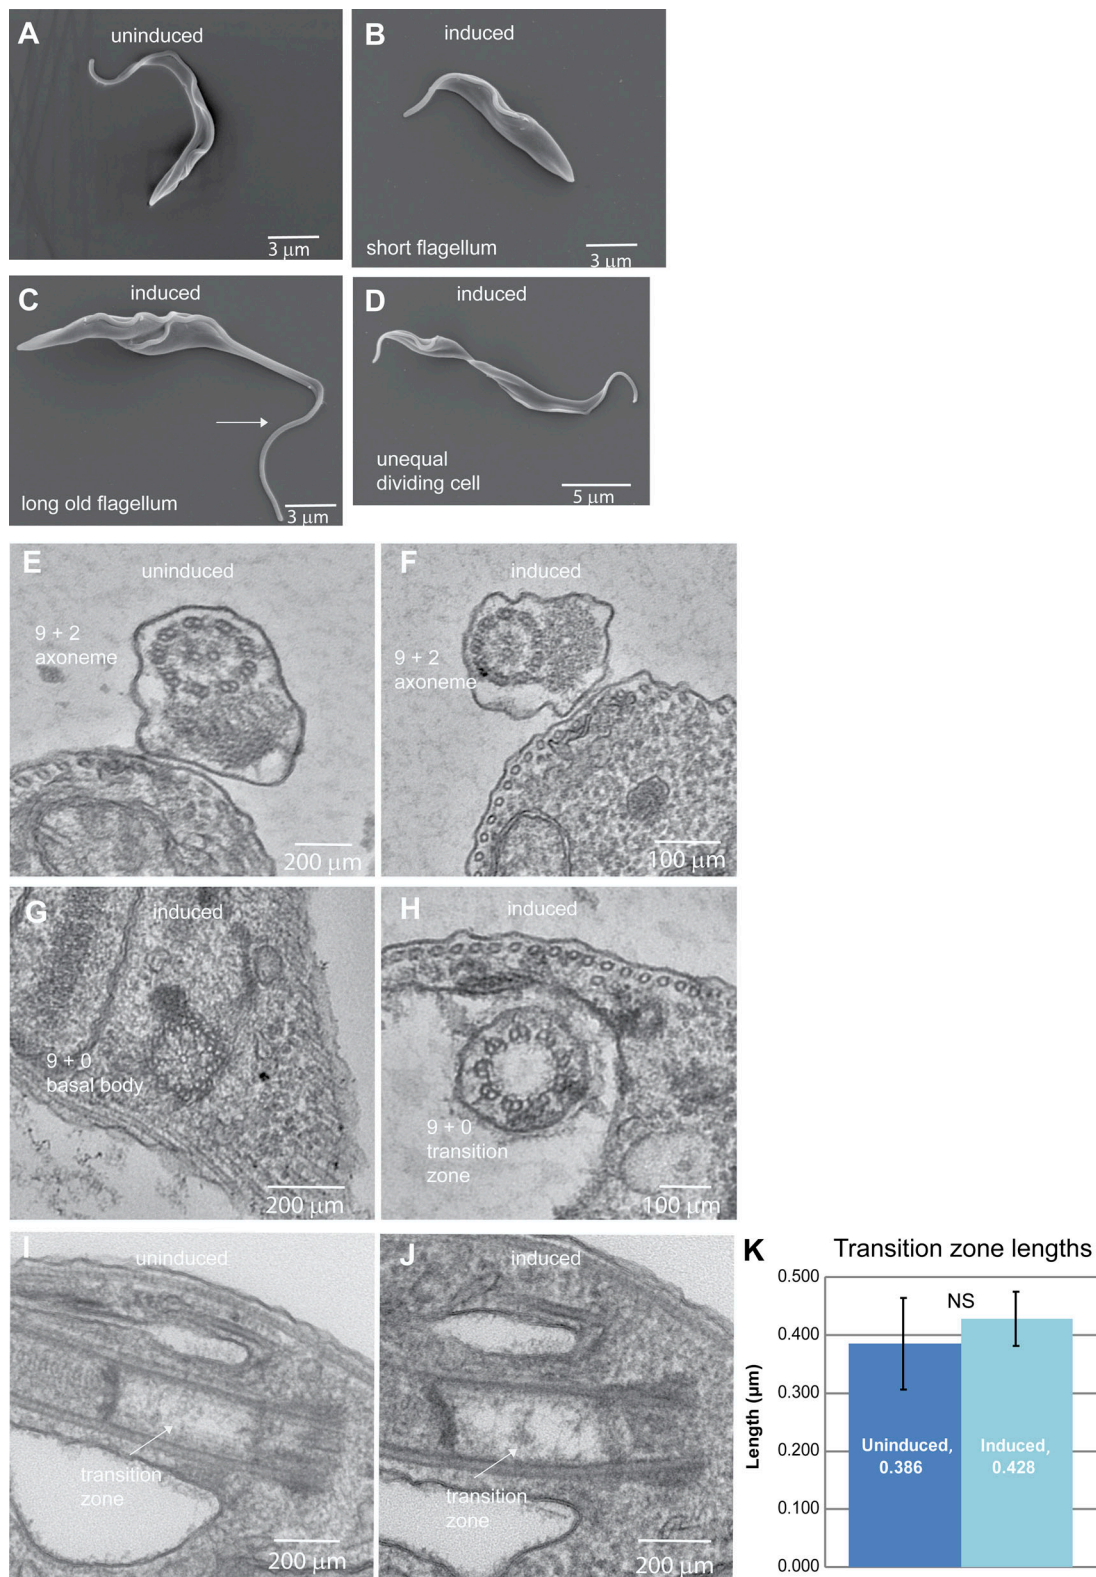 A
uninduced
3 μm
B
induced
short flagellum
3 μm
C
induced
long old flagellum
3 μm
D
induced
unequal
dividing cell
5 μm
E
uninduced
9 + 2
axoneme
200 μm
F
induced
9 + 2
axoneme
100 μm
G
induced
9 + 0
basal body
200 μm
H
induced
9 + 0
transition
zone
100 μm
I
uninduced
transition
zone
200 μm
J
induced
transition
zone
200 μm
K
Transition zone lengths
0.500
NS
0.400
0.300
0.200
0.100
0.000
Length (μm)
Uninduced,
0.386
Induced,
0.428